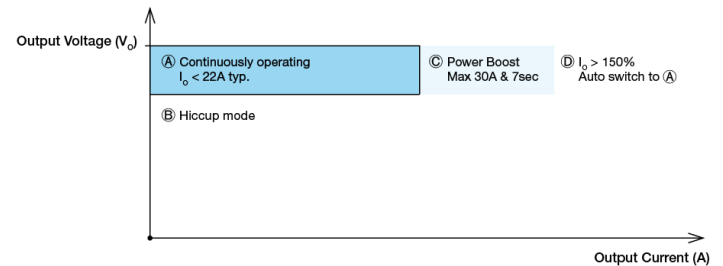 Output Voltage (Vo)
Ⓐ Continuously operating
Io < 22A typ.
Ⓒ Power Boost
Max 30A & 7sec
Ⓓ Io > 150%
Auto switch to Ⓐ
Ⓑ Hiccup mode
Output Current (A)